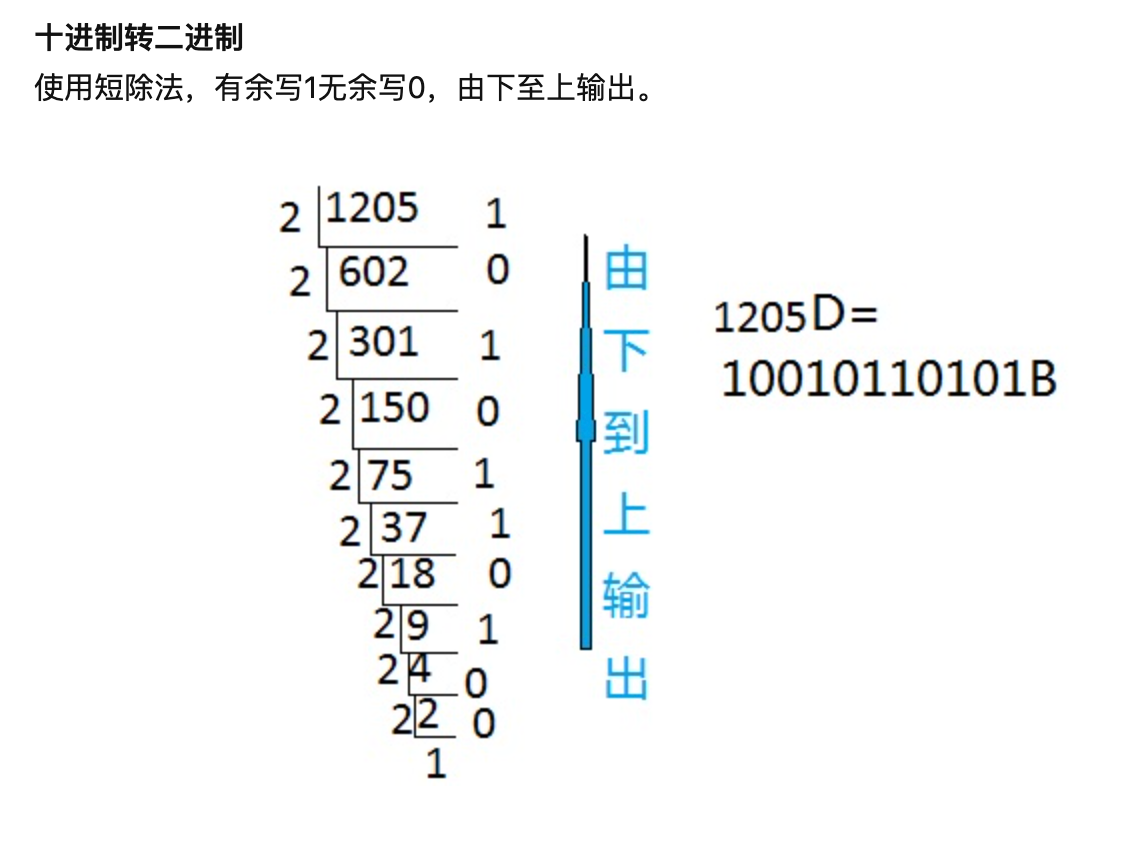 十进制转二进制
使用短除法，有余写1无余写0，由下至上输出。
2 1205 1
2 602 0
2 301 1
2 150 0
2 75 1
2 37 1
2 18 0
2 9 1
2 4 0
2 2 0
1
由
下
到
上
输
出
1205D=
10010110101B